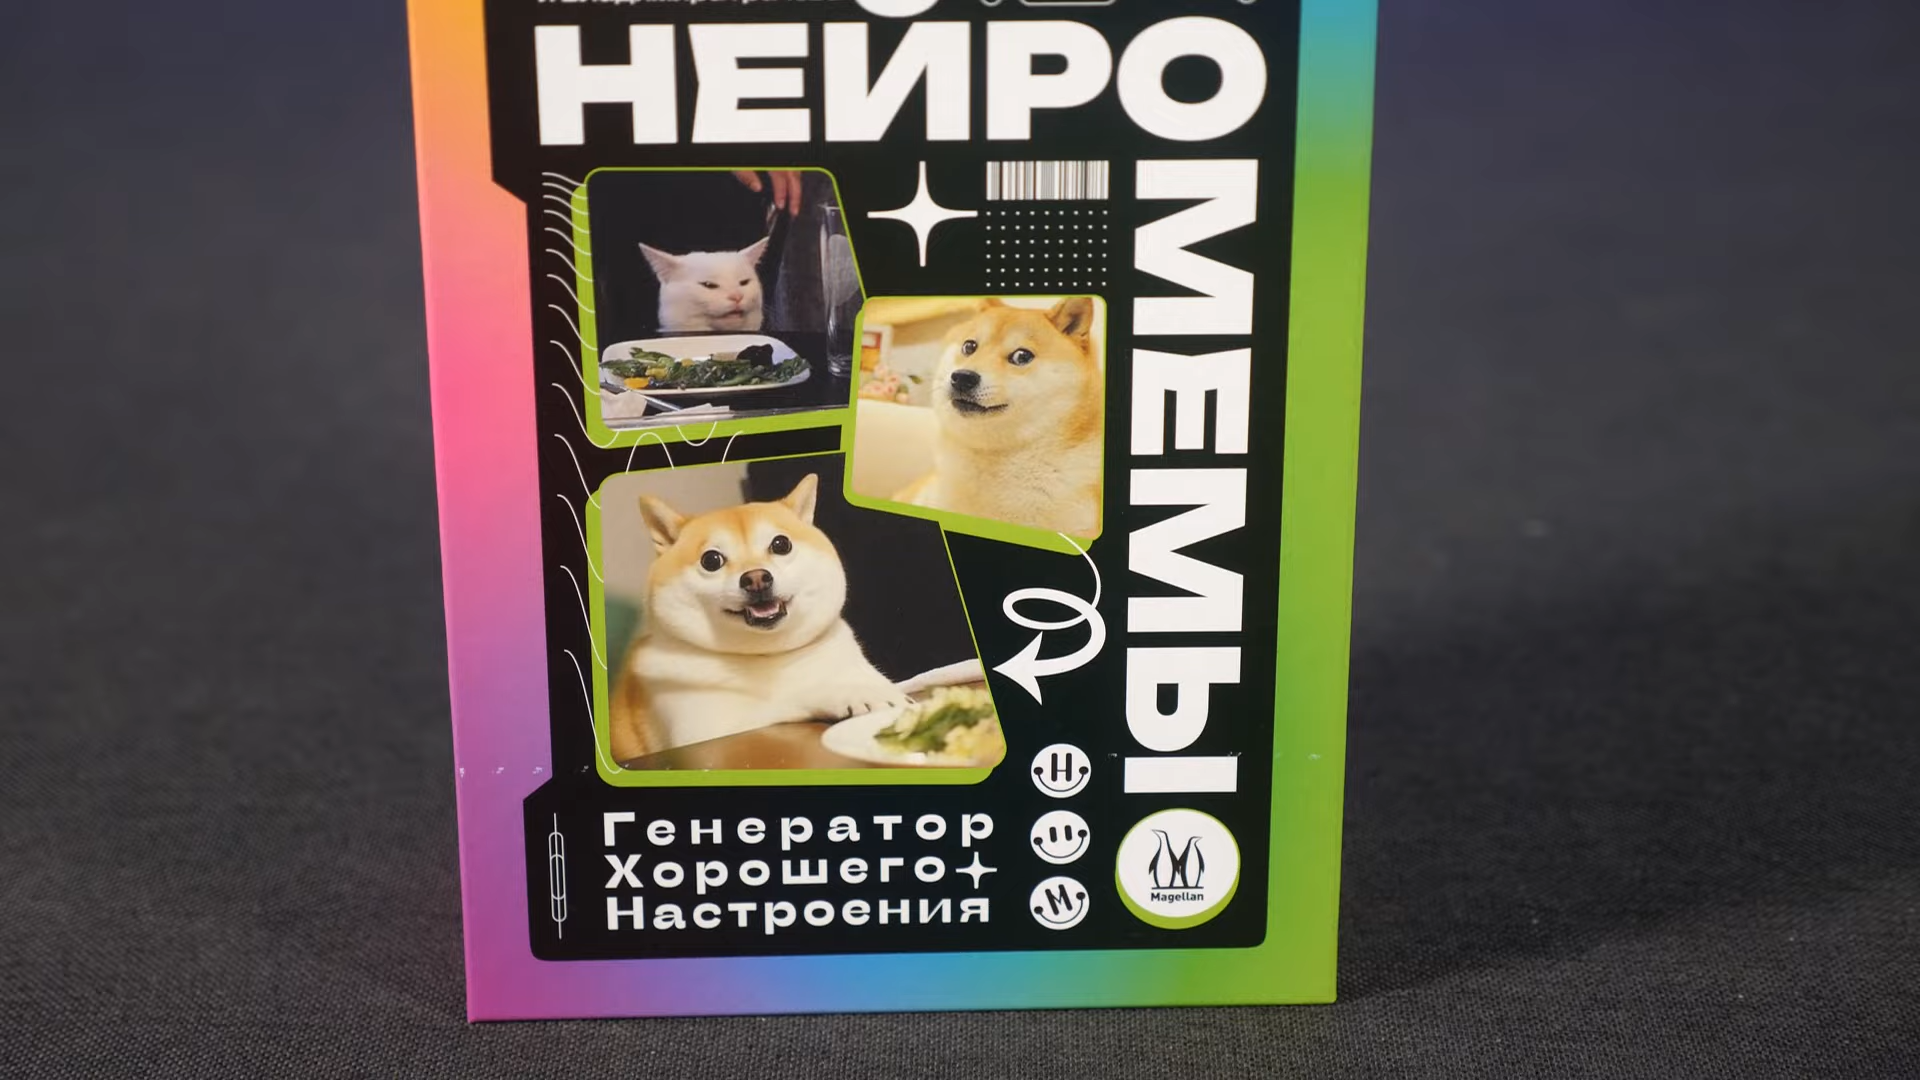 НЕЙРО
МЕМЫ
Генератор
Хорошего
Настроения
Н
М
Magellan